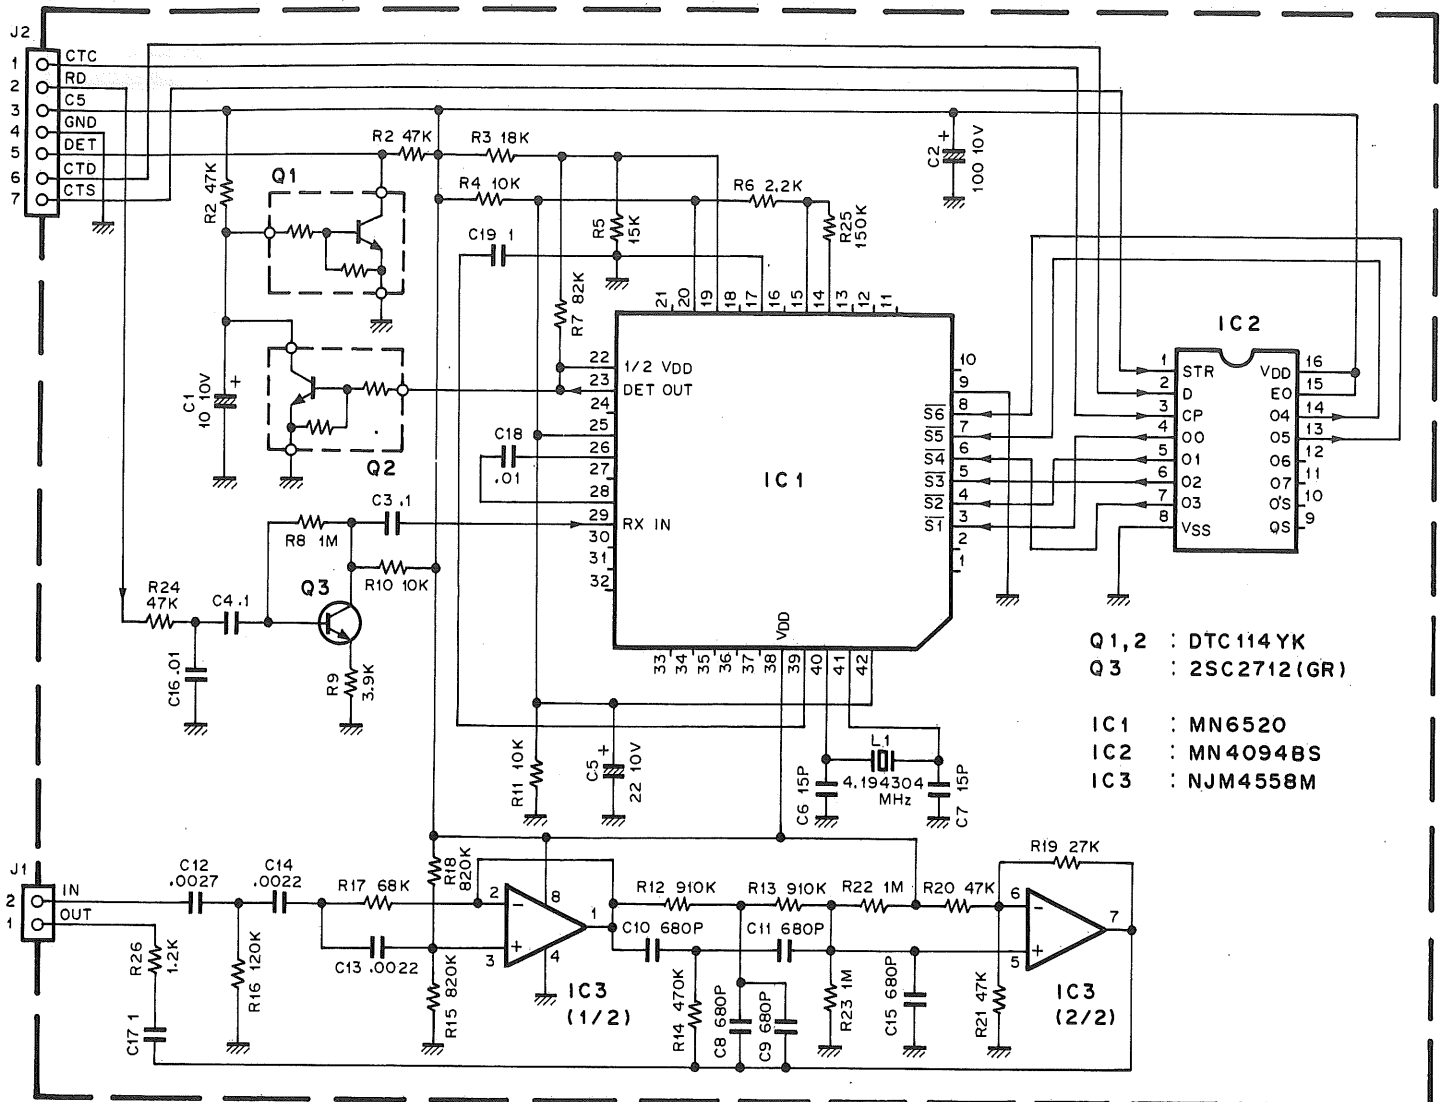 J2
1 CTC
2 RD
3 C5
4 GND
5 DET
6 CTD
7 CTS
R2 47K
R3 18K
R2 47K
Q1
R4 10K
R6 2.2K
C2 + 100 10V
R5 15K
R25 150K
C19 1
R7 82K
21 20 19 18 17 16 15 14 13 12 11
C1 + 10 10V
Q2
22 1/2 VDD
23 DET OUT
24
25
26
27
28
29 RX IN
30
31
32
C18 .01
IC1
10
9
8 S6
7 S5
6 S4
5 S3
4 S2
3 S1
2
1
IC2
1 STR
2 D
3 CP
4 O0
5 O1
6 O2
7 O3
8 VSS
VDD 16
EO 15
O4 14
O5 13
O6 12
O7 11
O'S 10
QS 9
C3 .1
R8 1M
R10 10K
Q3
R24 47K
C4 .1
C16 .01
R9 3.9K
VDD
33 34 35 36 37 38 39 40 41 42
Q1,2 : DTC114YK
Q3 : 2SC2712(GR)
IC1 : MN6520
IC2 : MN4094BS
IC3 : NJM4558M
R11 10K
C5 + 22 10V
L1
4.194304 MHz
C6 15P
C7 15P
J1
2 IN
1 OUT
C12 .0027
C14 .0022
R17 68K
R18 820K
C13 .0022
R16 120K
R15 820K
R26 1.2K
C17 1
2 −
3 +
8
4
1
IC3 (1/2)
R12 910K
R13 910K
R22 1M
R20 47K
R19 27K
C10 680P
C11 680P
R14 470K
C8 680P
C9 680P
R23 1M
C15 680P
R21 47K
6 −
5 +
7
IC3 (2/2)